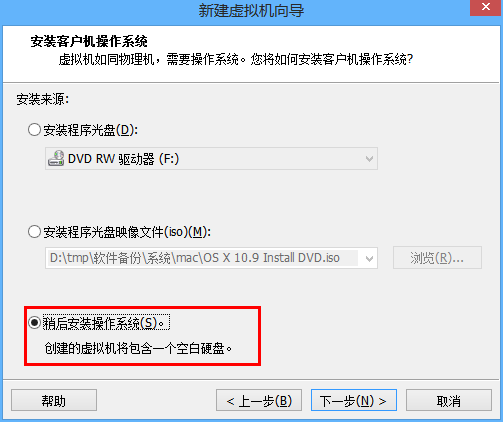 新建虚拟机向导
安装客户机操作系统
虚拟机如同物理机，需要操作系统。您将如何安装客户机操作系统?
安装来源:
安装程序光盘(D):
DVD RW 驱动器 (F:)
安装程序光盘映像文件(iso)(M):
D:\tmp\软件备份\系统\mac\OS X 10.9 Install DVD.iso
浏览(R)...
稍后安装操作系统(S)。
创建的虚拟机将包含一个空白硬盘。
帮助
< 上一步(B)
下一步(N) >
取消